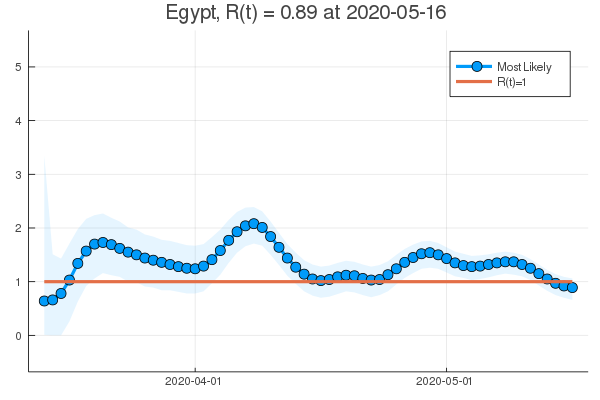 Egypt, R(t) = 0.89 at 2020-05-16
5
Most Likely
R(t)=1
4
3
2
1
0
2020-04-01
2020-05-01